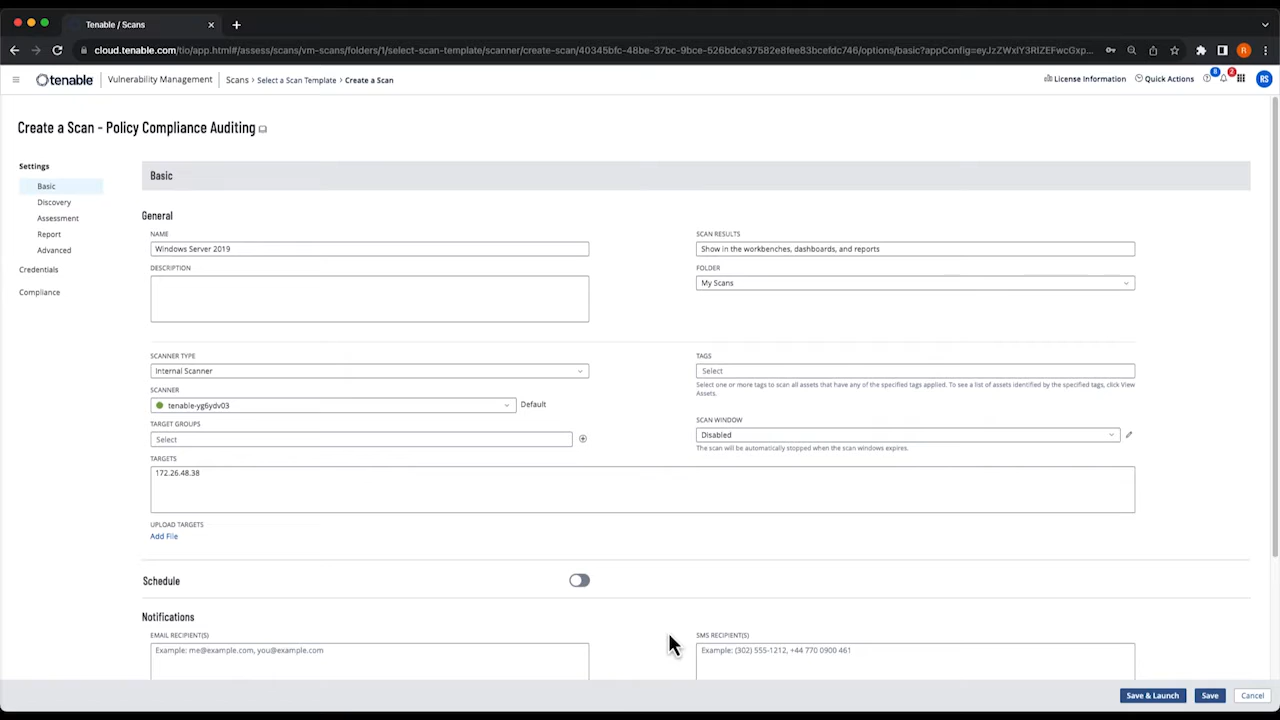 Tenable / Scans
cloud.tenable.com/tio/app.html#/assess/scans/vm-scans/folders/1/select-scan-template/scanner/create-scan/40345bfc-48be-37bc-9bce-526bdce37582e8fee83bcefdc746/options/basic?appConfig=eyJzZWxlY3RlZEFwcGxp...
R
tenable
Vulnerability Management
Scans > Select a Scan Template > Create a Scan
License Information
Quick Actions
8
2
RS
Create a Scan - Policy Compliance Auditing
Settings
Basic
Discovery
Assessment
Report
Advanced
Credentials
Compliance
Basic
General
NAME
Windows Server 2019
SCAN RESULTS
Show in the workbenches, dashboards, and reports
DESCRIPTION
FOLDER
My Scans
SCANNER TYPE
Internal Scanner
TAGS
Select
Select one or more tags to scan all assets that have any of the specified tags applied. To see a list of assets identified by the specified tags, click View
Assets.
SCANNER
tenable-yg6ydv03
Default
TARGET GROUPS
Select
SCAN WINDOW
Disabled
The scan will be automatically stopped when the scan windows expires.
TARGETS
172.26.48.38
UPLOAD TARGETS
Add File
Schedule
Notifications
EMAIL RECIPIENT(S)
Example: me@example.com, you@example.com
SMS RECIPIENT(S)
Example: (302) 555-1212, +44 770 0900 461
Save & Launch
Save
Cancel